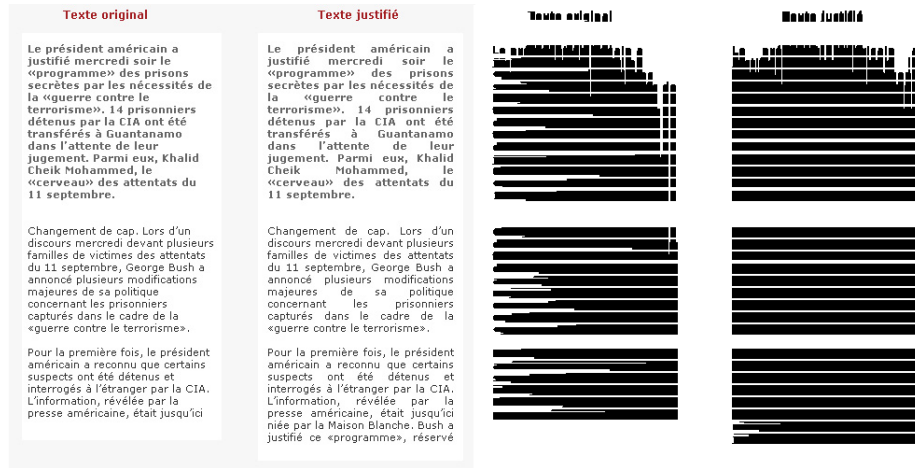 Texte original
Le président américain a
justifié mercredi soir le
«programme» des prisons
secrètes par les nécessités de
la «guerre contre le
terrorisme». 14 prisonniers
détenus par la CIA ont été
transférés à Guantanamo
dans l'attente de leur
jugement. Parmi eux, Khalid
Cheik Mohammed, le
«cerveau» des attentats du
11 septembre.
Changement de cap. Lors d'un
discours mercredi devant plusieurs
familles de victimes des attentats
du 11 septembre, George Bush a
annoncé plusieurs modifications
majeures de sa politique
concernant les prisonniers
capturés dans le cadre de la
«guerre contre le terrorisme».
Pour la première fois, le président
américain a reconnu que certains
suspects ont été détenus et
interrogés à l'étranger par la CIA.
L'information, révélée par la
presse américaine, était jusqu'ici
Texte justifié
Le président américain a
justifié mercredi soir le
«programme» des prisons
secrètes par les nécessités de
la «guerre contre le
terrorisme». 14 prisonniers
détenus par la CIA ont été
transférés à Guantanamo
dans l'attente de leur
jugement. Parmi eux, Khalid
Cheik Mohammed, le
«cerveau» des attentats du
11 septembre.
Changement de cap. Lors d'un
discours mercredi devant plusieurs
familles de victimes des attentats
du 11 septembre, George Bush a
annoncé plusieurs modifications
majeures de sa politique
concernant les prisonniers
capturés dans le cadre de la
«guerre contre le terrorisme».
Pour la première fois, le président
américain a reconnu que certains
suspects ont été détenus et
interrogés à l'étranger par la CIA.
L'information, révélée par la
presse américaine, était jusqu'ici
niée par la Maison Blanche. Bush a
justifié ce «programme», réservé
Texte original
Texte justifié